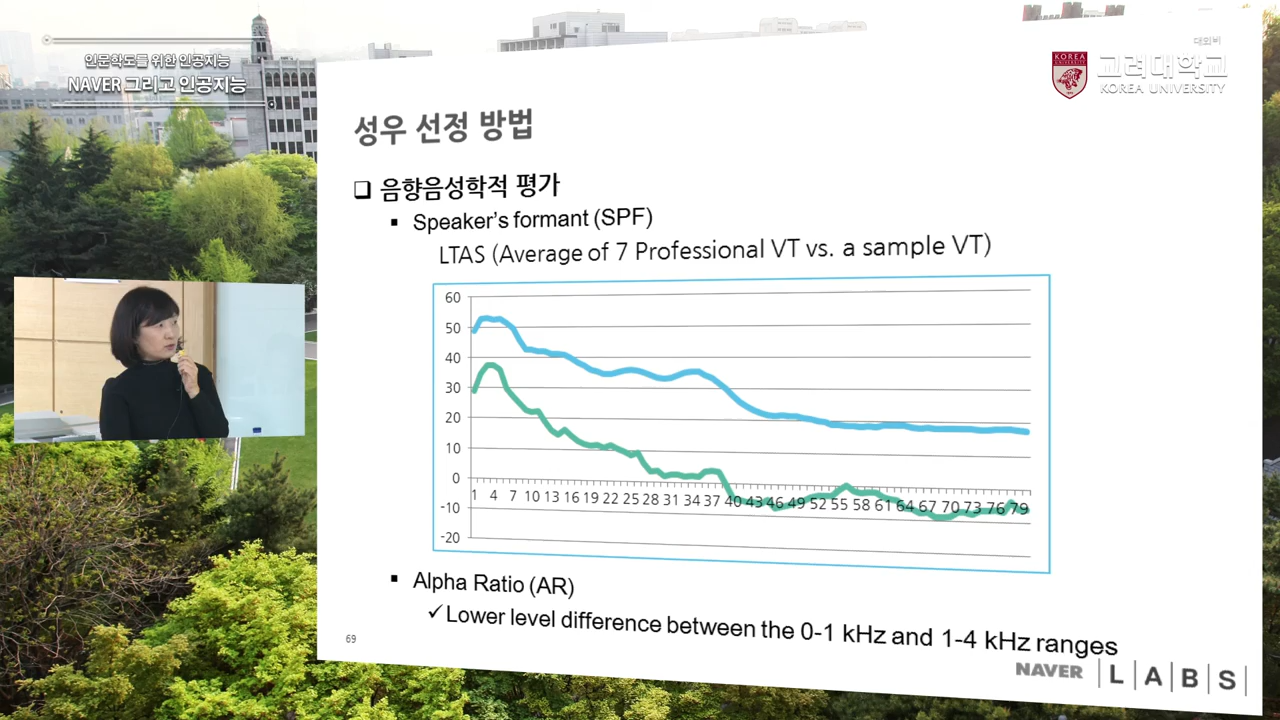 인문학도를 위한 인공지능
NAVER 그리고 인공지능
대외비
KOREA
UNIVERSITY
고려대학교
KOREA UNIVERSITY
성우 선정 방법
❑ 음향음성학적 평가
▪ Speaker's formant (SPF)
LTAS (Average of 7 Professional VT vs. a sample VT)
60
50
40
30
20
10
0
-10
-20
1 4 7 10 13 16 19 22 25 28 31 34 37 40 43 46 49 52 55 58 61 64 67 70 73 76 79
▪ Alpha Ratio (AR)
✓ Lower level difference between the 0-1 kHz and 1-4 kHz ranges
69
NAVER | L | A | B | S |